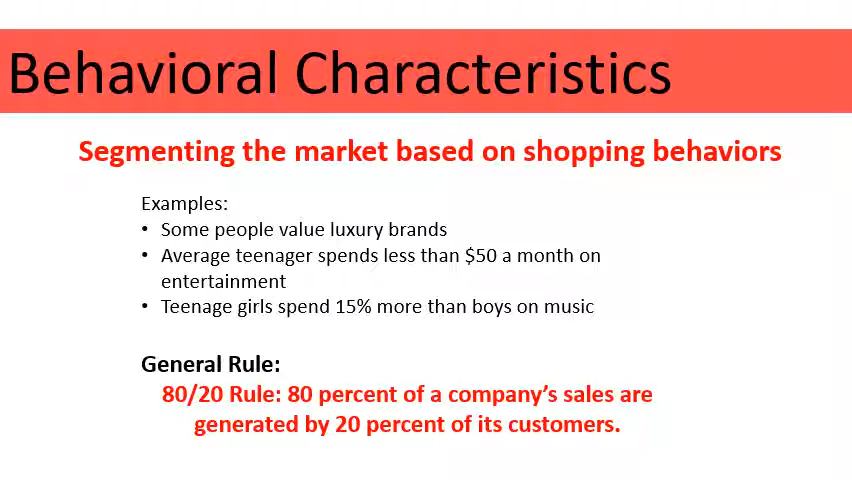 Behavioral Characteristics
Segmenting the market based on shopping behaviors
Examples:
• Some people value luxury brands
• Average teenager spends less than $50 a month on
entertainment
• Teenage girls spend 15% more than boys on music
General Rule:
80/20 Rule: 80 percent of a company’s sales are
generated by 20 percent of its customers.